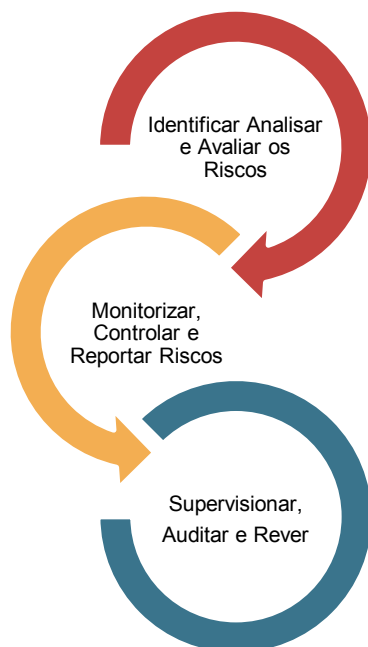 Identificar Analisar
e Avaliar os
Riscos
Monitorizar,
Controlar e
Reportar Riscos
Supervisionar,
Auditar e Rever